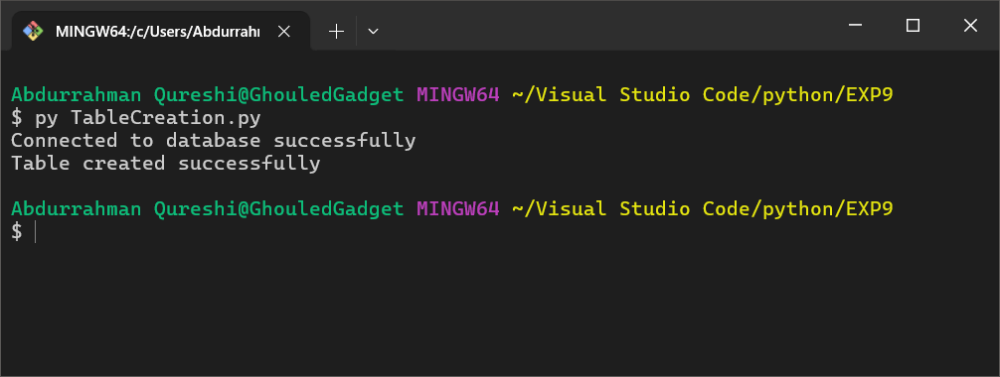 MINGW64:/c/Users/Abdurrahr
Abdurrahman Qureshi@GhouledGadget MINGW64 ~/Visual Studio Code/python/EXP9
$ py TableCreation.py
Connected to database successfully
Table created successfully
Abdurrahman Qureshi@GhouledGadget MINGW64 ~/Visual Studio Code/python/EXP9
$